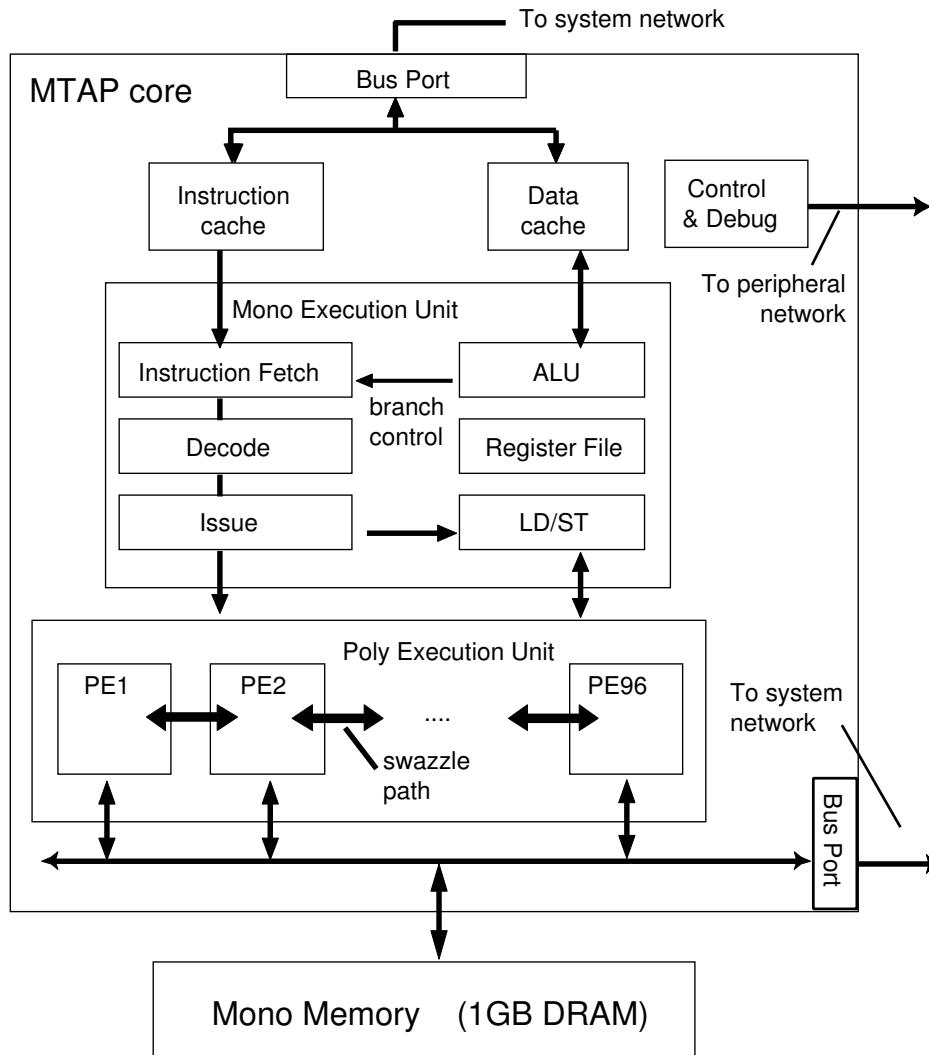 To system network
Bus Port
MTAP core
Instruction
cache
Data
cache
Control
& Debug
To peripheral
network
Mono Execution Unit
Instruction Fetch
ALU
branch
control
Decode
Register File
Issue
LD/ST
Poly Execution Unit
PE1
PE2
....
PE96
swazzle
path
To system
network
Bus Port
Mono Memory (1GB DRAM)